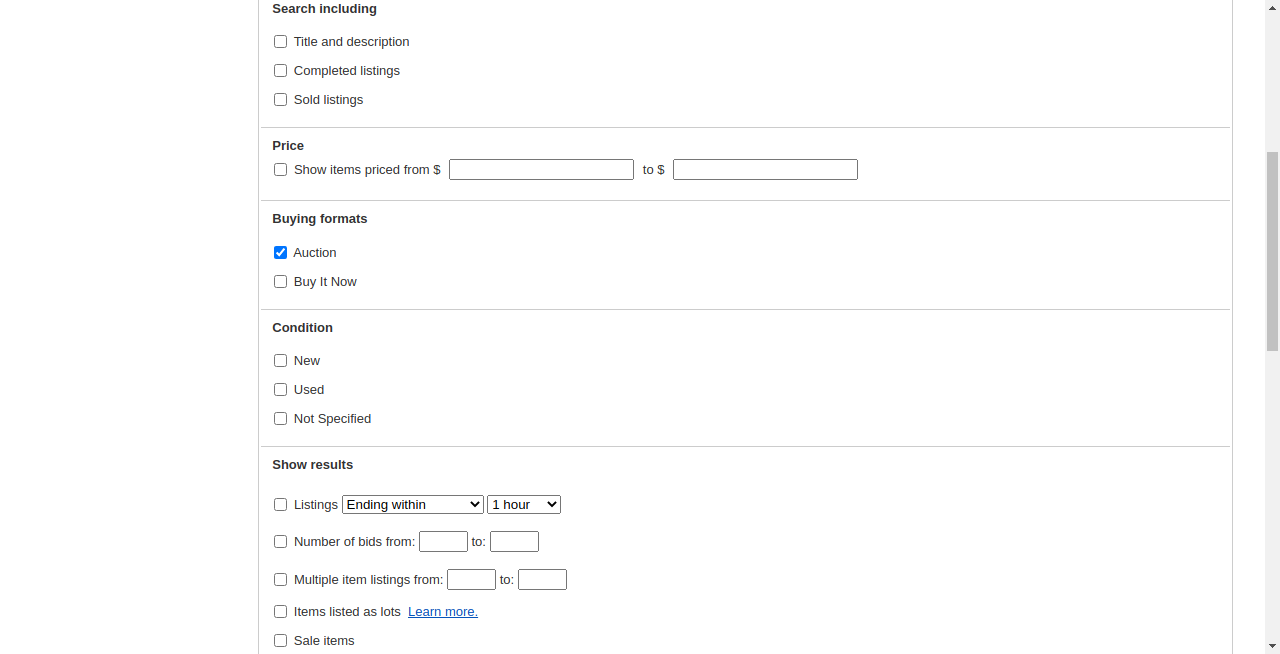 Search including
Title and description
Completed listings
Sold listings
Price
Show items priced from $ to $
Buying formats
Auction
Buy It Now
Condition
New
Used
Not Specified
Show results
Listings Ending within 1 hour
Number of bids from: to:
Multiple item listings from: to:
Items listed as lots Learn more.
Sale items